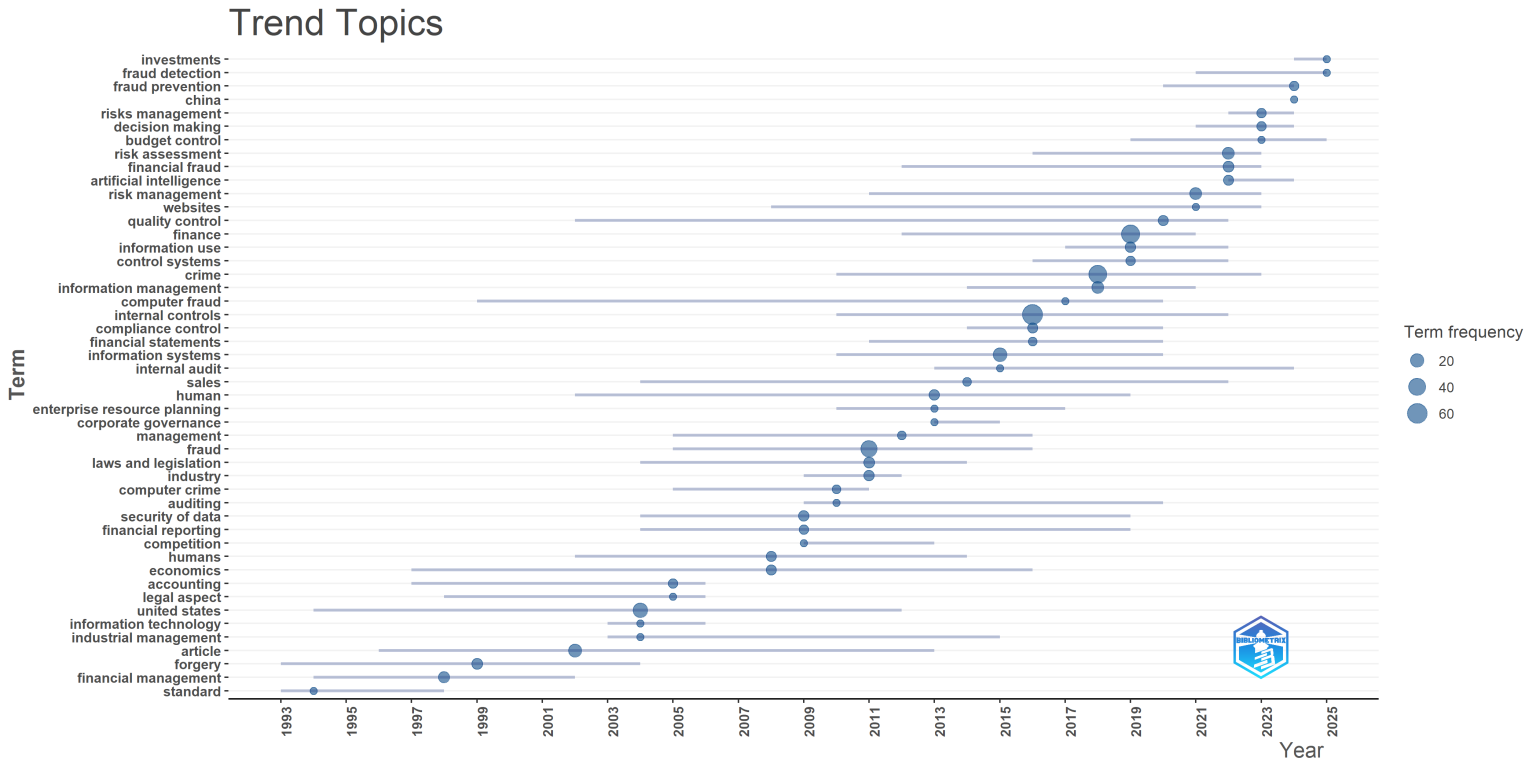 Trend Topics
investments
fraud detection
fraud prevention
china
risks management
decision making
budget control
risk assessment
financial fraud
artificial intelligence
risk management
websites
quality control
finance
information use
control systems
crime
information management
computer fraud
internal controls
compliance control
financial statements
information systems
internal audit
sales
human
enterprise resource planning
corporate governance
management
fraud
laws and legislation
industry
computer crime
auditing
security of data
financial reporting
competition
humans
economics
accounting
legal aspect
united states
information technology
industrial management
article
forgery
financial management
standard
Term
1993 1995 1997 1999 2001 2003 2005 2007 2009 2011 2013 2015 2017 2019 2021 2023 2025
Year
Term frequency
20
40
60
BIBLIOMETRIX